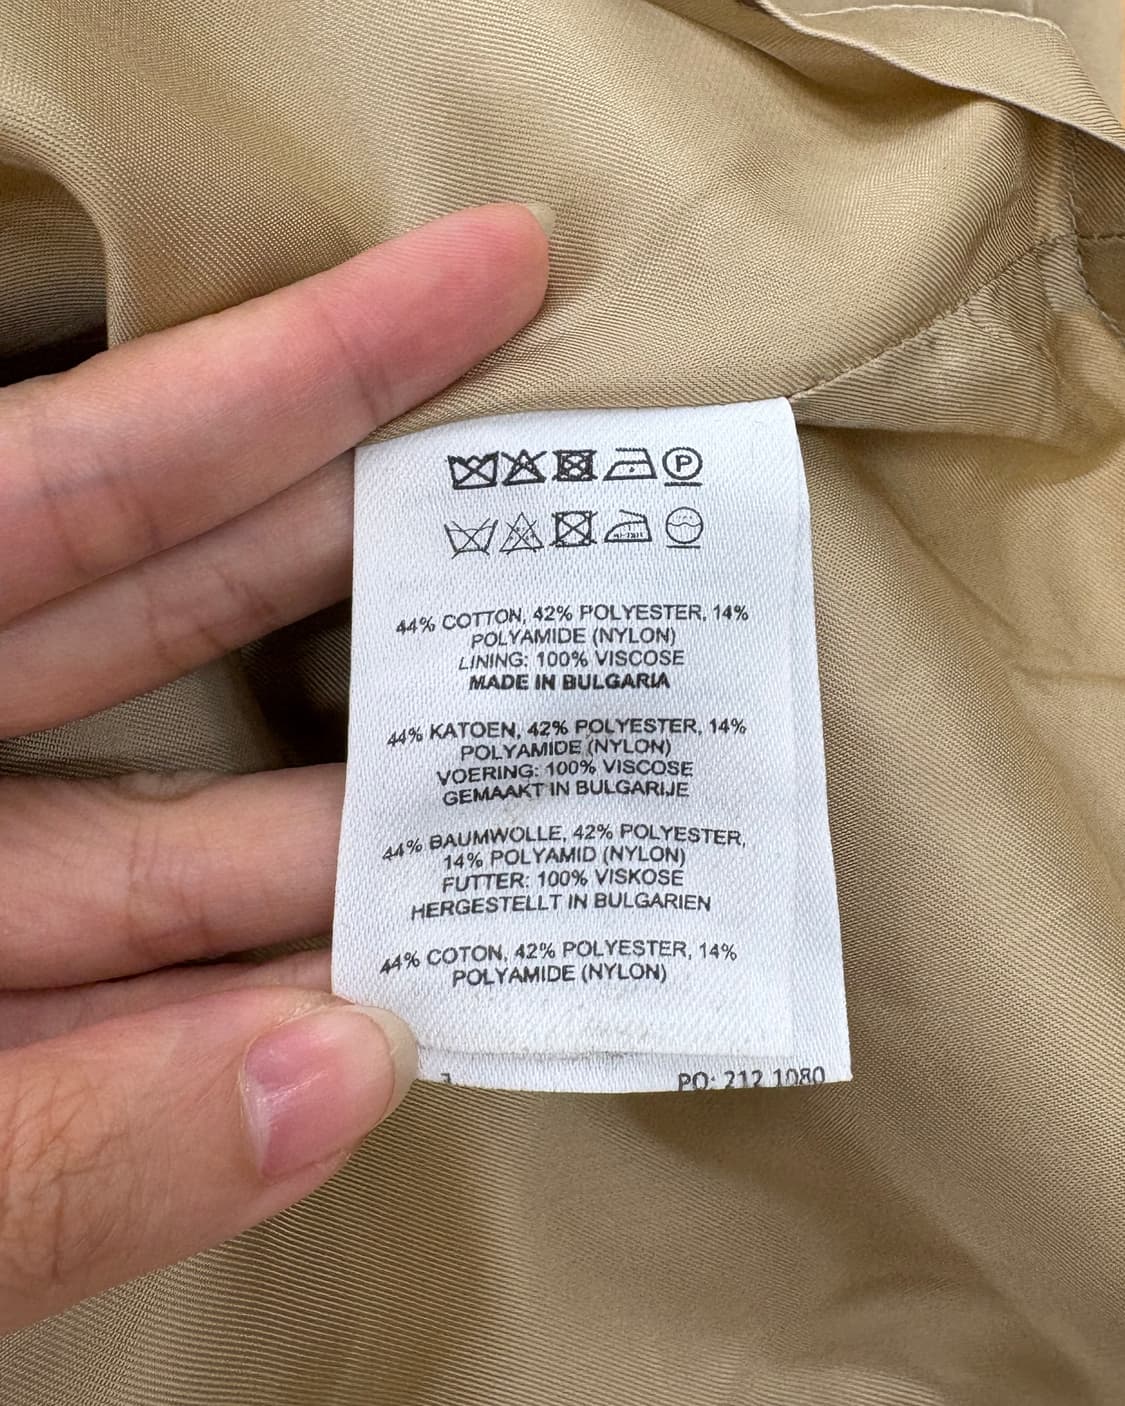 P
44% COTTON, 42% POLYESTER, 14%
POLYAMIDE (NYLON)
LINING: 100% VISCOSE
MADE IN BULGARIA
44% KATOEN, 42% POLYESTER, 14%
POLYAMIDE (NYLON)
VOERING: 100% VISCOSE
GEMAAKT IN BULGARIJE
44% BAUMWOLLE, 42% POLYESTER,
14% POLYAMID (NYLON)
FUTTER: 100% VISKOSE
HERGESTELLT IN BULGARIEN
44% COTON, 42% POLYESTER, 14%
POLYAMIDE (NYLON)
PO: 212 1080